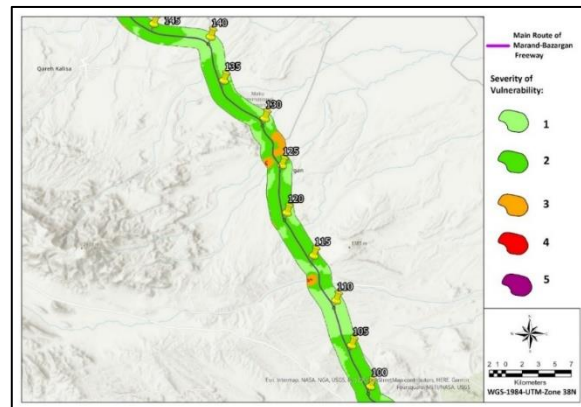 145
140
Qareh Kalisa
135
130
125
120
115
110
105
100
Main Route of
Marand-Bazargan
Freeway
Severity of
Vulnerability:
1
2
3
4
5
2 1 0 2 3 5 7
Kilometers
WGS-1984-UTM-Zone 38N